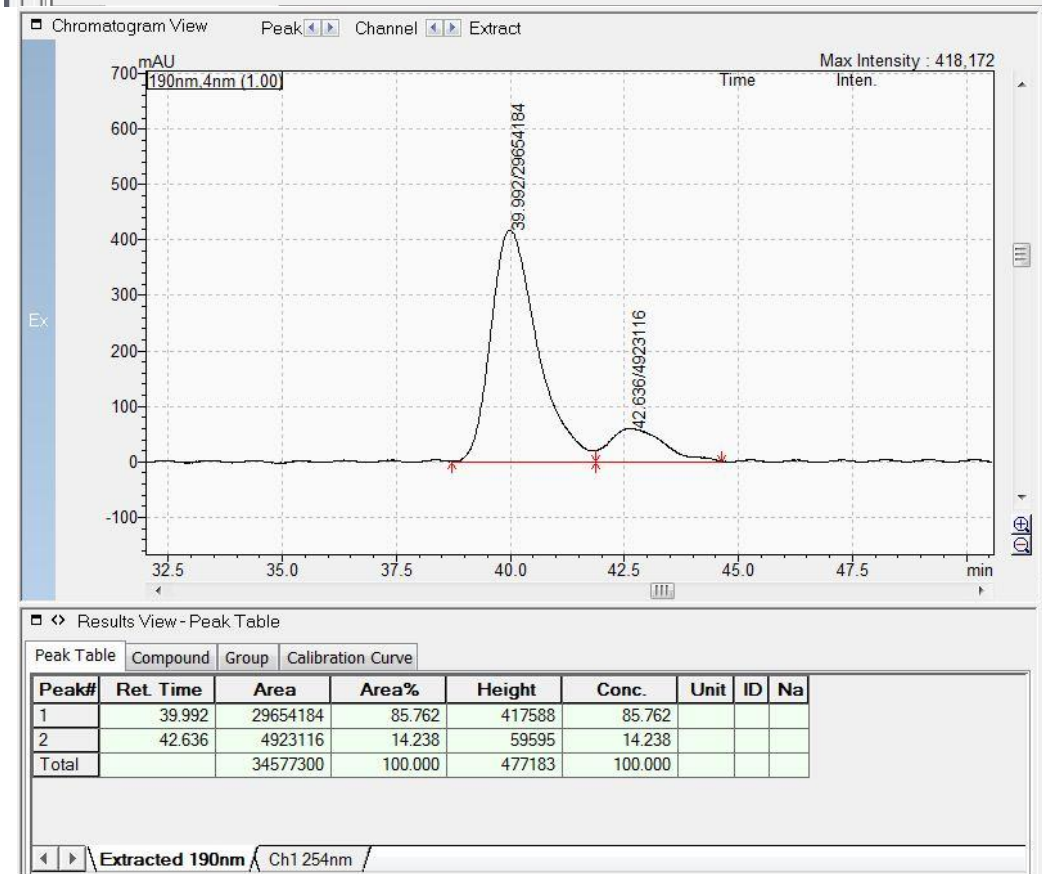 Chromatogram View Peak Channel Extract
mAU Max Intensity : 418,172
700 190nm,4nm (1.00) Time Inten.
600
500
400
300
200
100
0
-100
39.992/29654184
42.636/4923116
Ex
32.5 35.0 37.5 40.0 42.5 45.0 47.5 min
Results View - Peak Table
Peak Table Compound Group Calibration Curve
Peak# Ret. Time Area Area% Height Conc. Unit ID Na
1 39.992 29654184 85.762 417588 85.762
2 42.636 4923116 14.238 59595 14.238
Total 34577300 100.000 477183 100.000
Extracted 190nm Ch1 254nm